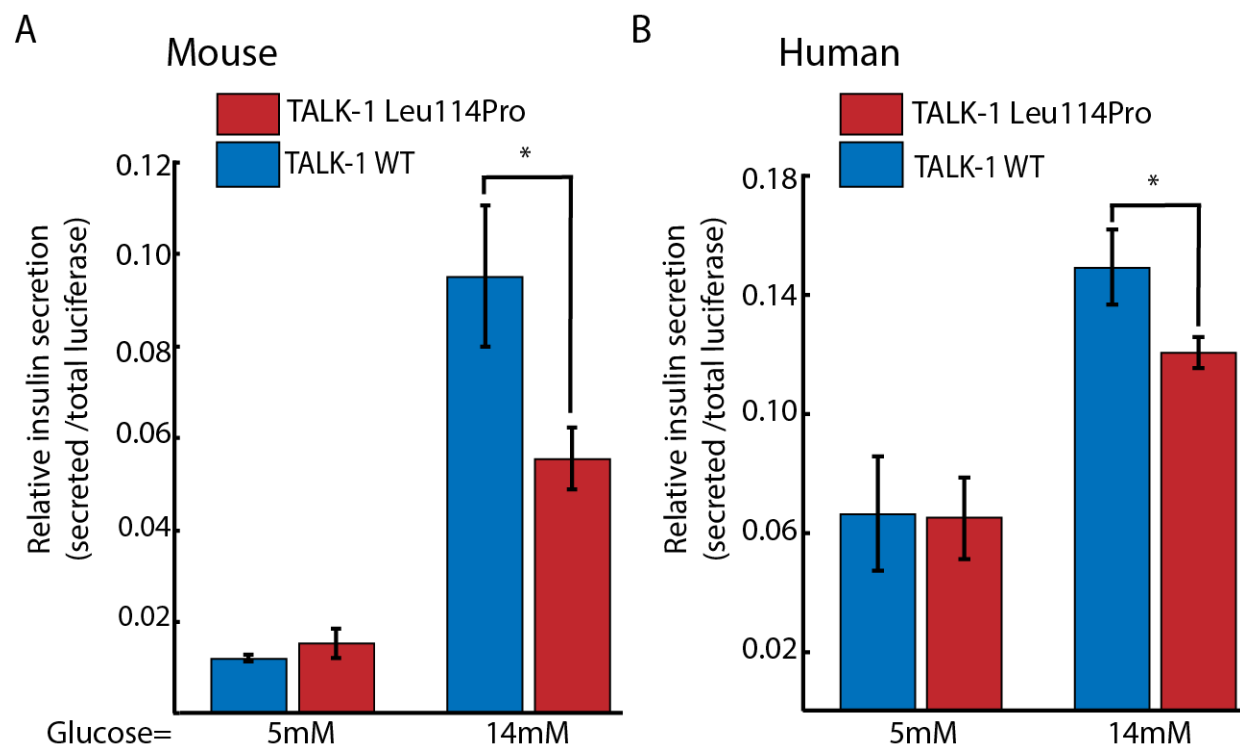 A
Mouse
TALK-1 Leu114Pro
TALK-1 WT
*
0.12
0.10
0.08
0.06
0.04
0.02
Relative insulin secretion
(secreted /total luciferase)
Glucose=
5mM
14mM
B
Human
TALK-1 Leu114Pro
TALK-1 WT
*
0.18
0.14
0.10
0.06
0.02
Relative insulin secretion
(secreted /total luciferase)
5mM
14mM